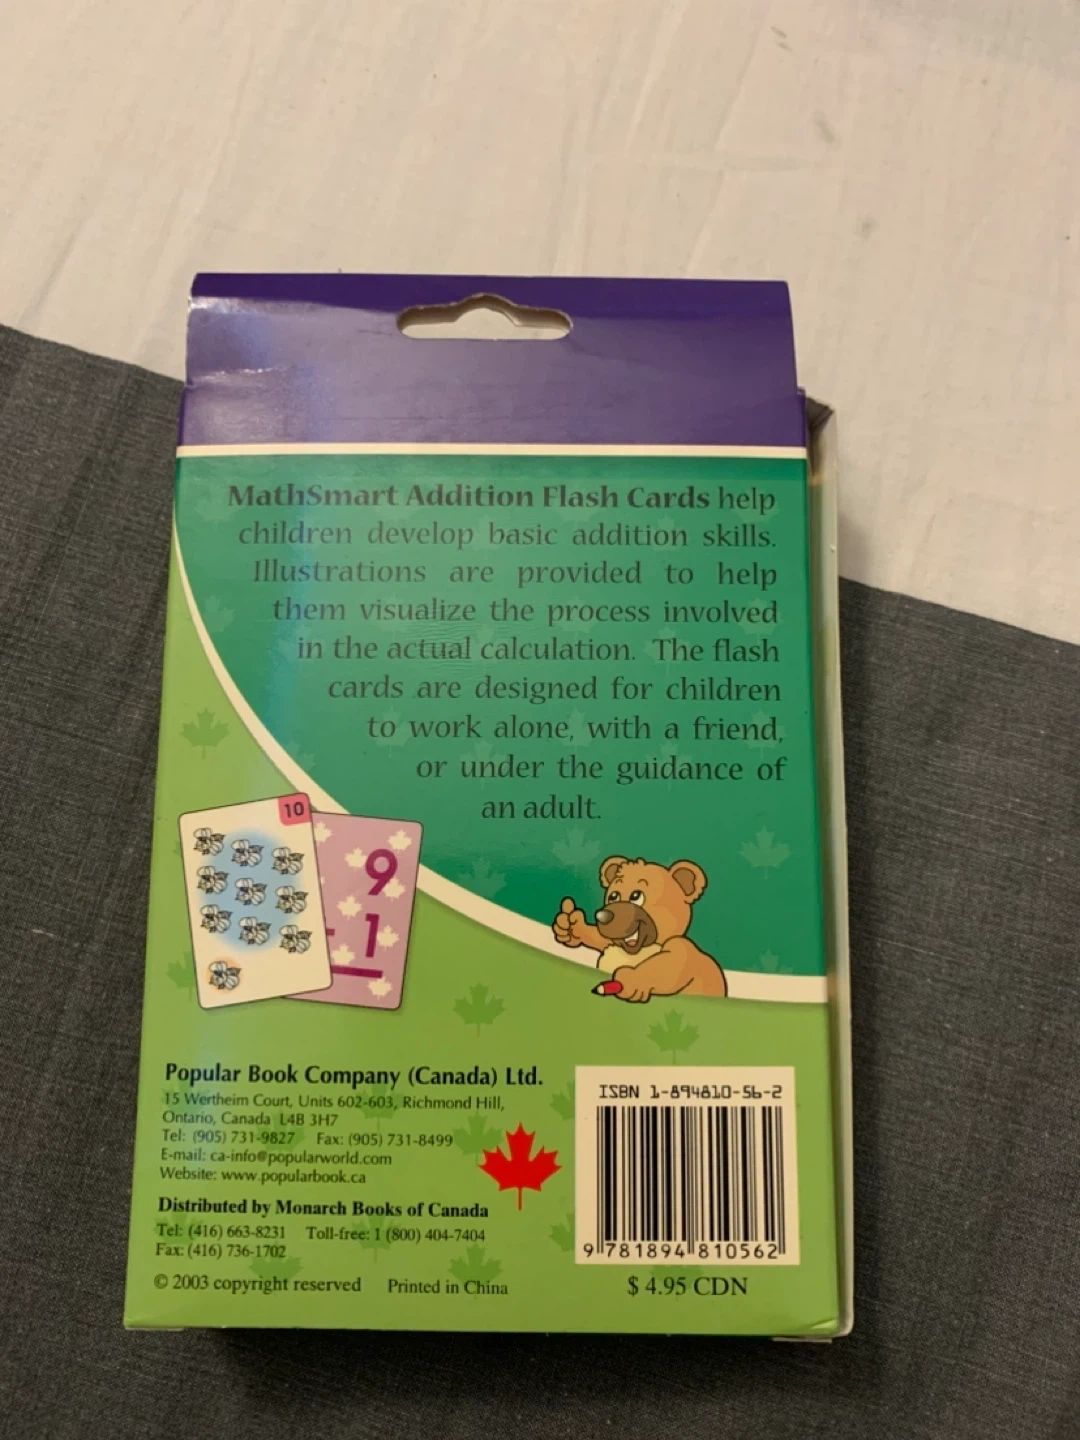 MathSmart Addition Flash Cards help
children develop basic addition skills.
Illustrations are provided to help
them visualize the process involved
in the actual calculation. The flash
cards are designed for children
to work alone, with a friend,
or under the guidance of
an adult.
10
9
1
Popular Book Company (Canada) Ltd.
15 Wertheim Court, Units 602-603, Richmond Hill,
Ontario, Canada L4B 3H7
Tel: (905) 731-9827 Fax: (905) 731-8499
E-mail: ca-info@popularworld.com
Website: www.popularbook.ca
Distributed by Monarch Books of Canada
Tel: (416) 663-8231 Toll-free: 1 (800) 404-7404
Fax: (416) 736-1702
© 2003 copyright reserved Printed in China
ISBN 1-894810-56-2
9 781894 810562
$ 4.95 CDN